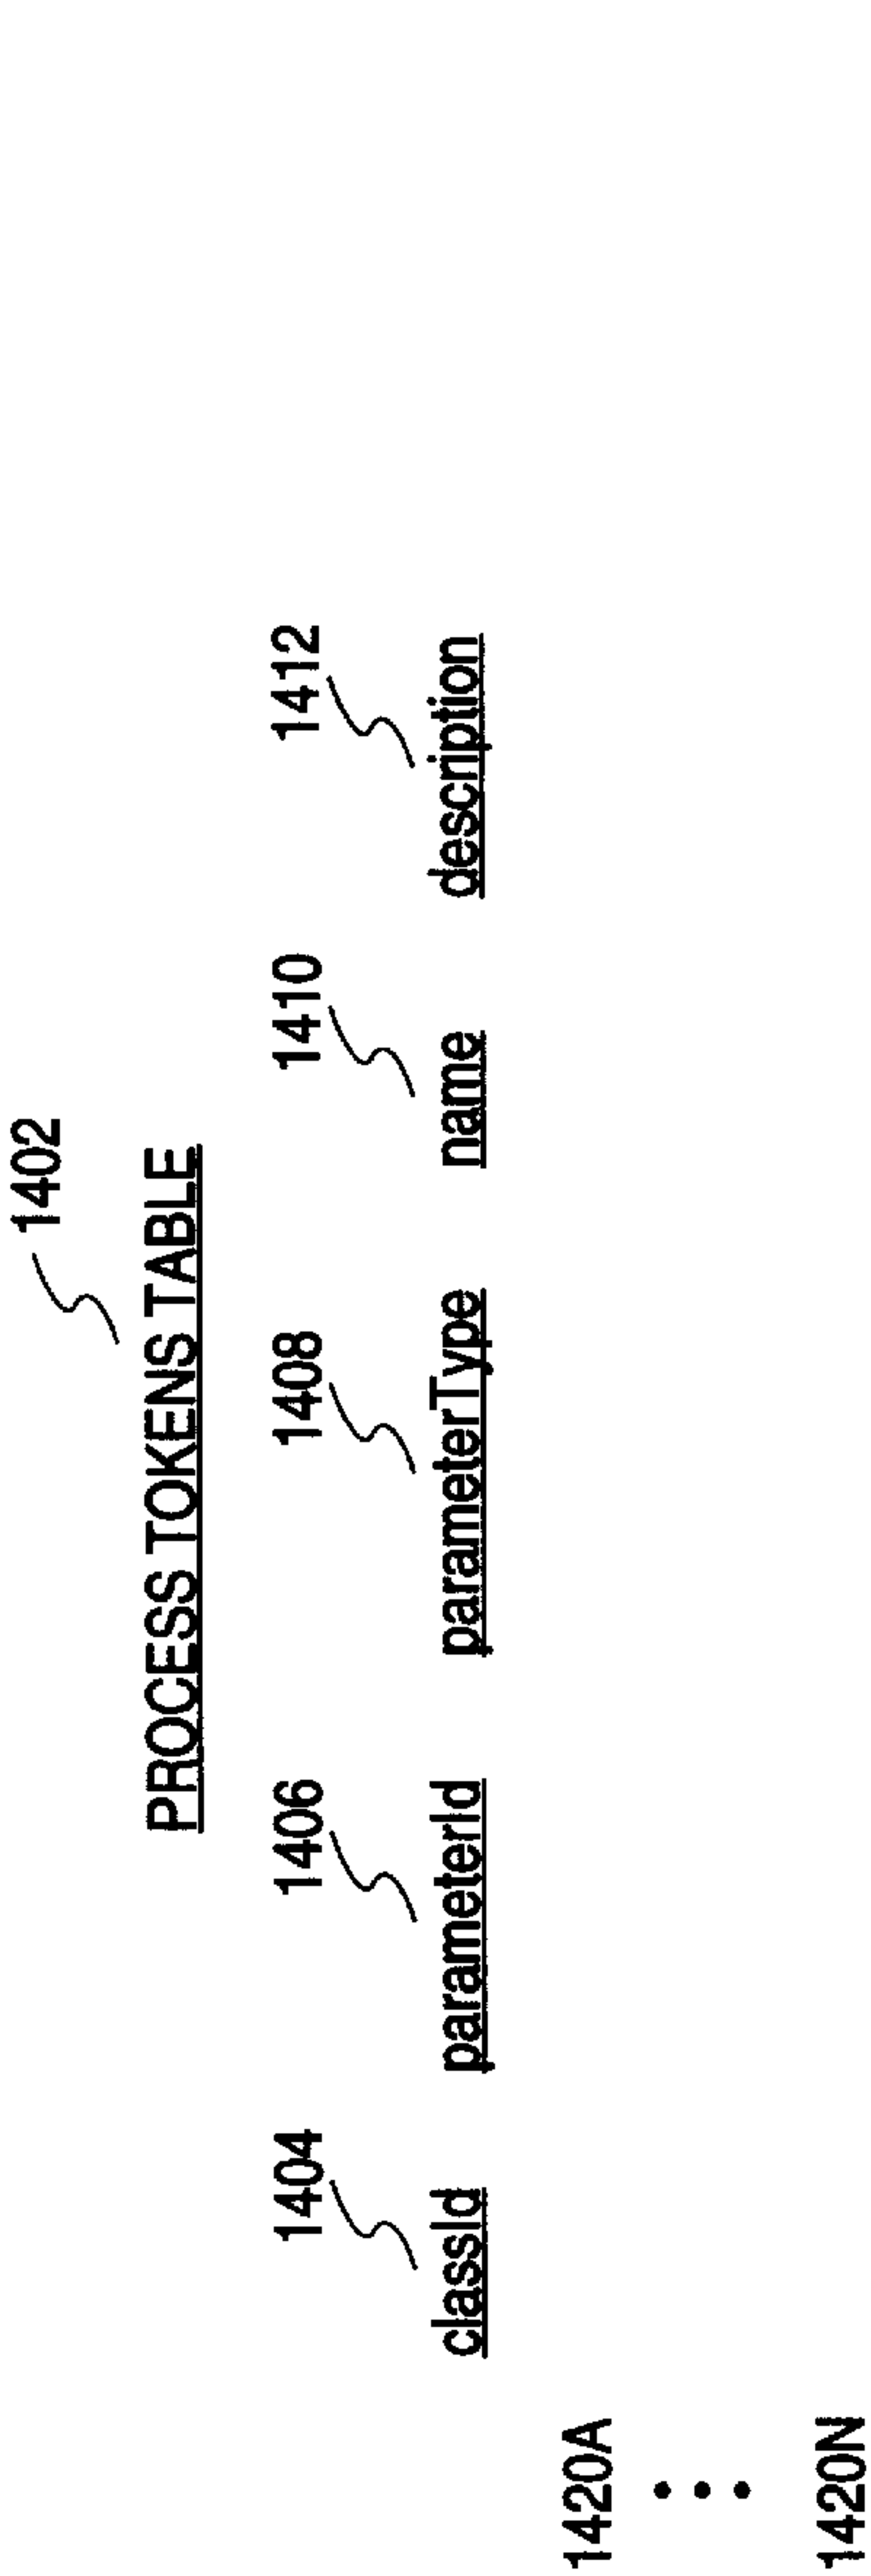 1402
PROCESS TOKENS TABLE
1404 1406 1408 1410 1412
classId parameterId parameterType name description
1420A
1420N